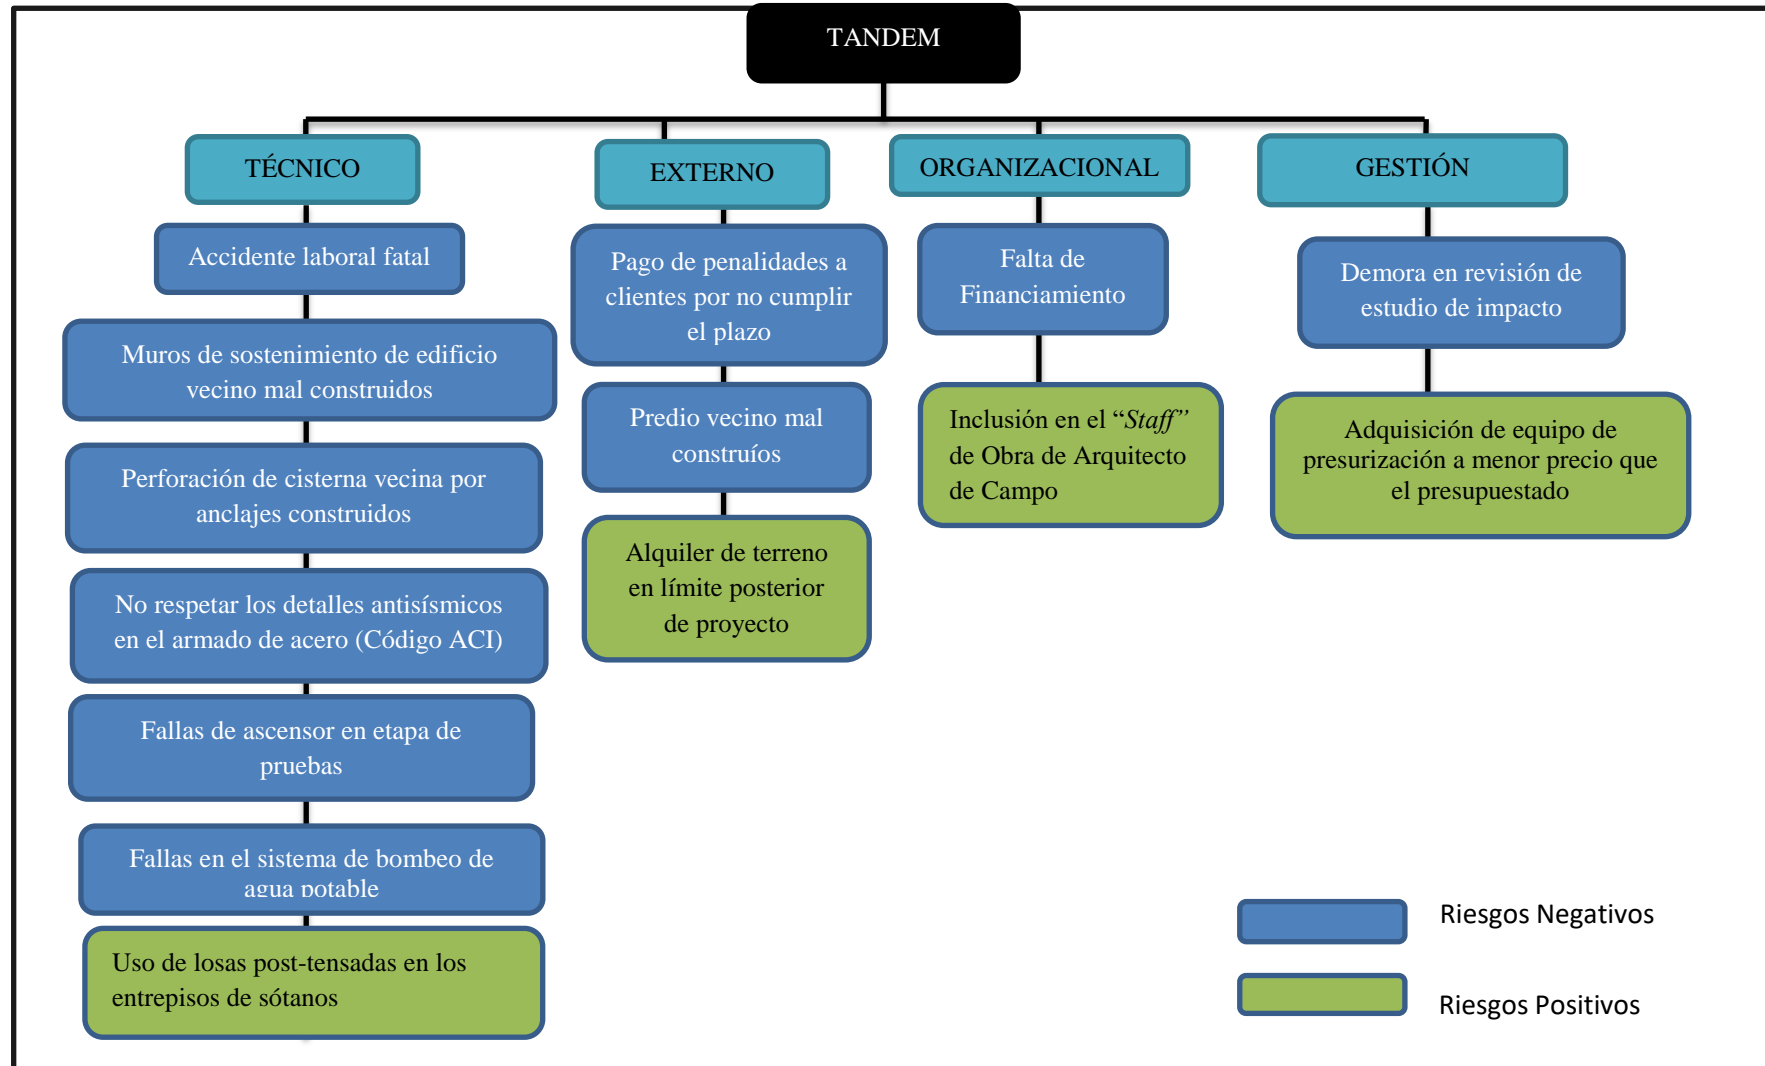 TANDEM
TÉCNICO
Accidente laboral fatal
Muros de sostenimiento de edificio
vecino mal construidos
Perforación de cisterna vecina por
anclajes construidos
No respetar los detalles antisísmicos
en el armado de acero (Código ACI)
Fallas de ascensor en etapa de
pruebas
Fallas en el sistema de bombeo de
agua potable
Uso de losas post-tensadas en los
entrepisos de sótanos
EXTERNO
Pago de penalidades a
clientes por no cumplir
el plazo
Predio vecino mal
construíos
Alquiler de terreno
en límite posterior
de proyecto
ORGANIZACIONAL
Falta de
Financiamiento
Inclusión en el “Staff”
de Obra de Arquitecto
de Campo
GESTIÓN
Demora en revisión de
estudio de impacto
Adquisición de equipo de
presurización a menor precio que
el presupuestado
Riesgos Negativos
Riesgos Positivos